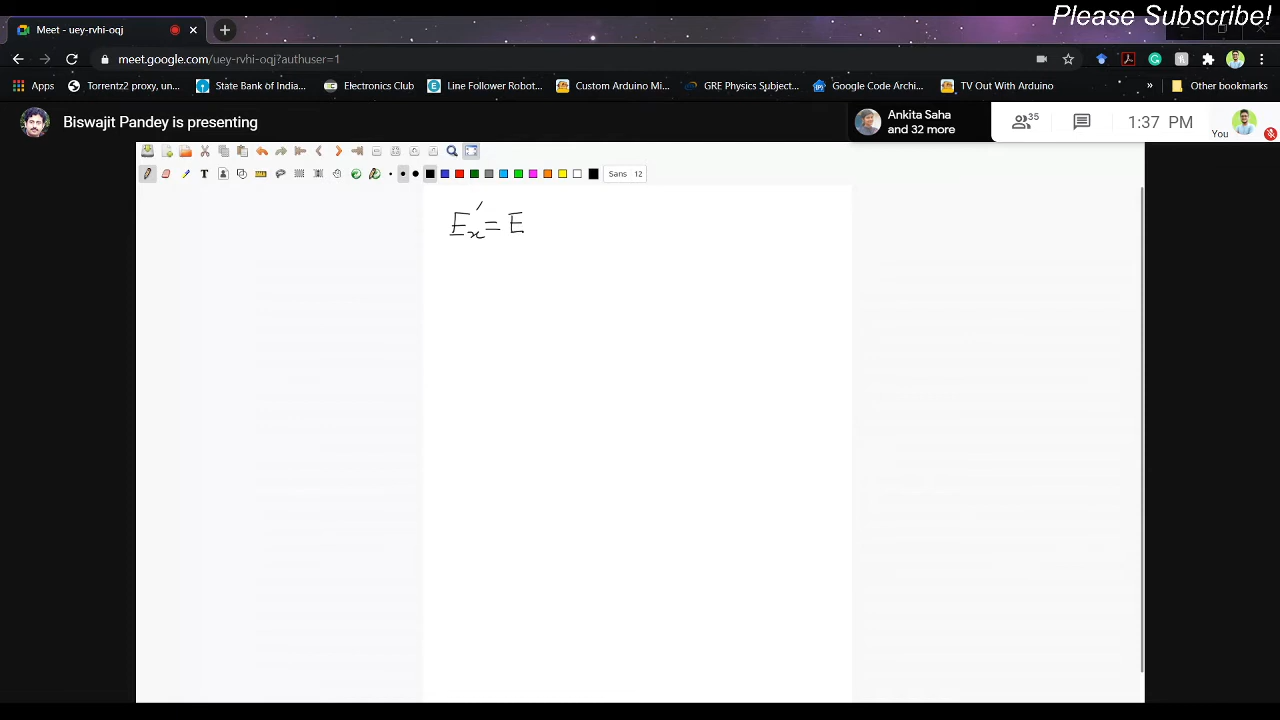 Please Subscribe!
Meet - uey-rvhi-oqj
meet.google.com/uey-rvhi-oqj?authuser=1
Apps Torrentz2 proxy, un... State Bank of India... Electronics Club Line Follower Robot... Custom Arduino Mi... GRE Physics Subject... Google Code Archi... TV Out With Arduino » Other bookmarks
Biswajit Pandey is presenting
Ankita Saha
and 32 more
35
1:37 PM
You
Sans 12
Eₓ′ = E